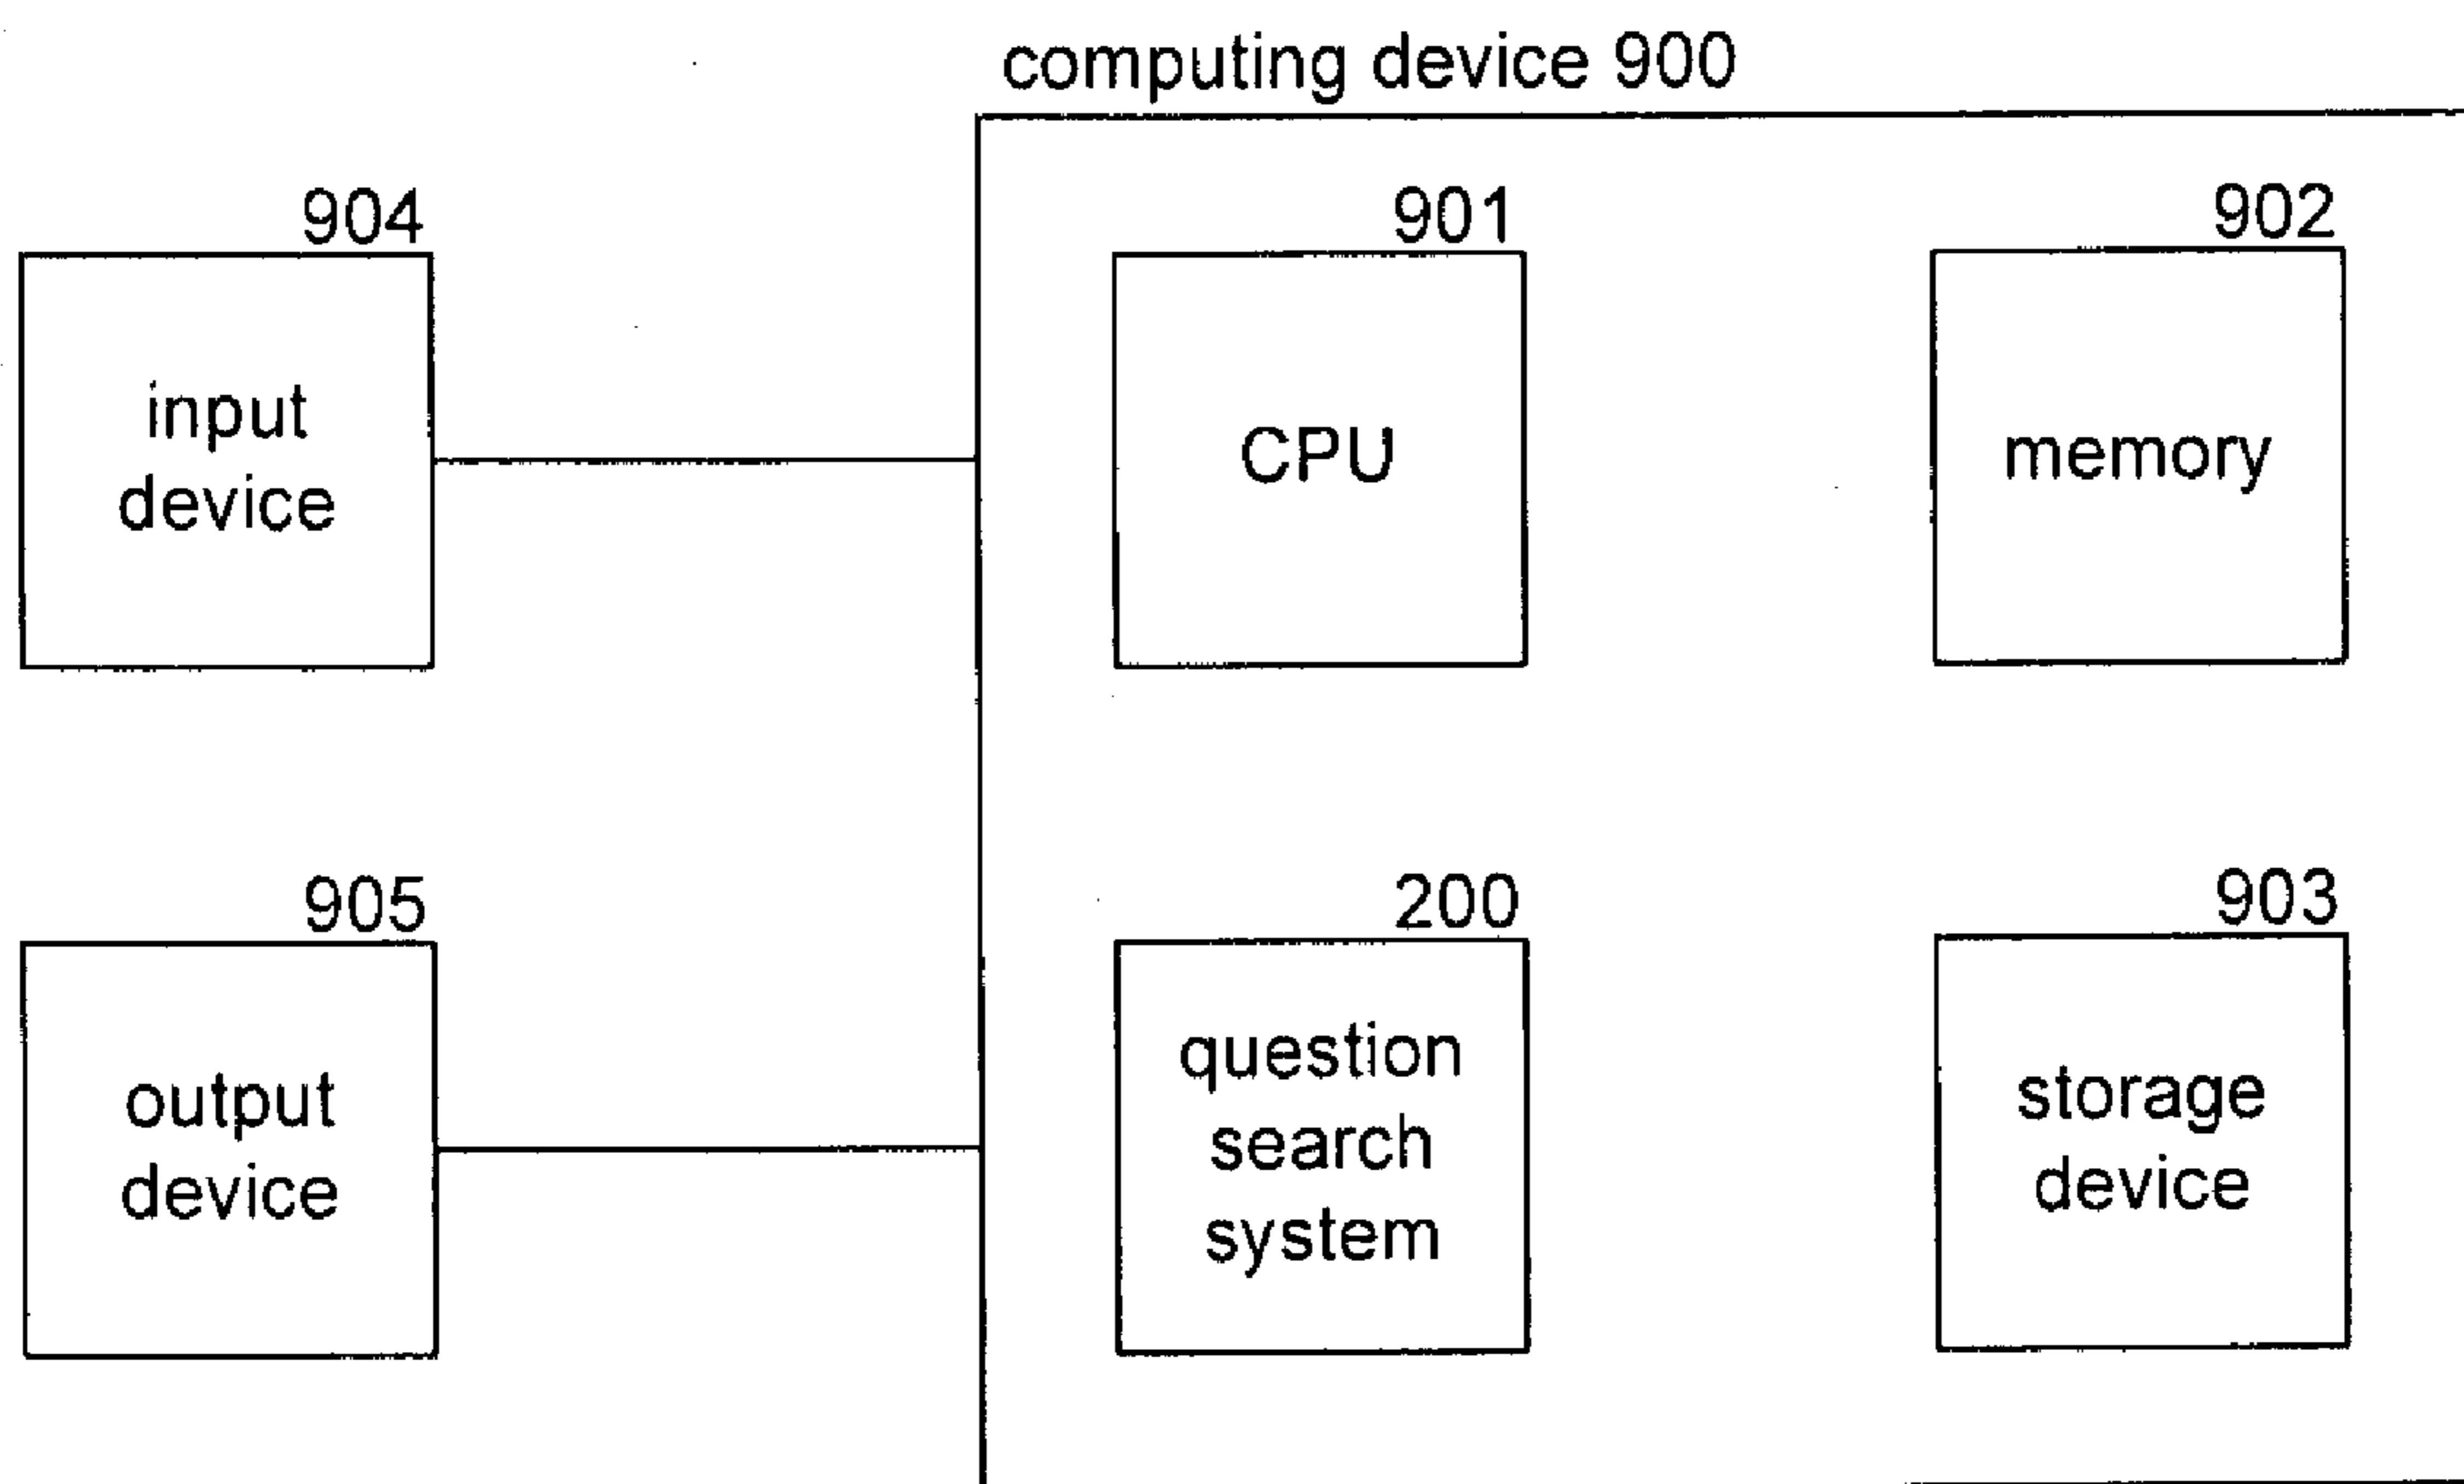 computing device 900
904
input
device
901
CPU
902
memory
905
output
device
200
question
search
system
903
storage
device